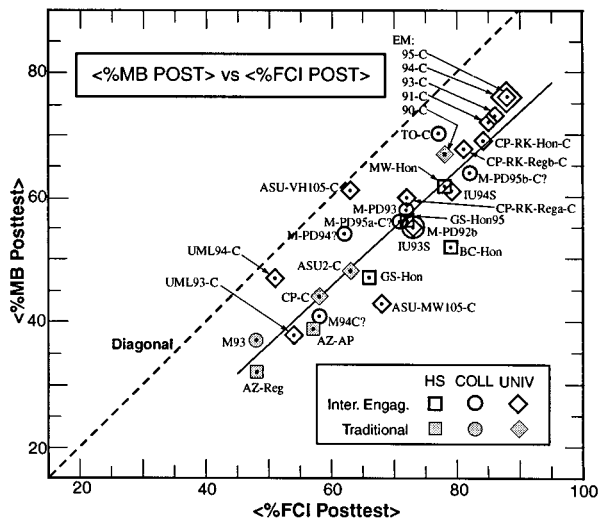 <%MB POST> vs <%FCI POST>
EM:
95-C
94-C
93-C
91-C
90-C
TO-C
CP-RK-Hon-C
CP-RK-Regb-C
MW-Hon
M-PD95b-C?
ASU-VH105-C
IU94S
M-PD93
CP-RK-Rega-C
M-PD95a-C?
GS-Hon95
M-PD94?
M-PD92b
IU93S
BC-Hon
UML94-C
ASU2-C
GS-Hon
UML93-C
CP-C
ASU-MW105-C
M94C?
Diagonal
M93
AZ-AP
AZ-Reg
HS COLL UNIV
Inter. Engag.
Traditional
80
60
40
20
<%MB Posttest>
20 40 60 80 100
<%FCI Posttest>